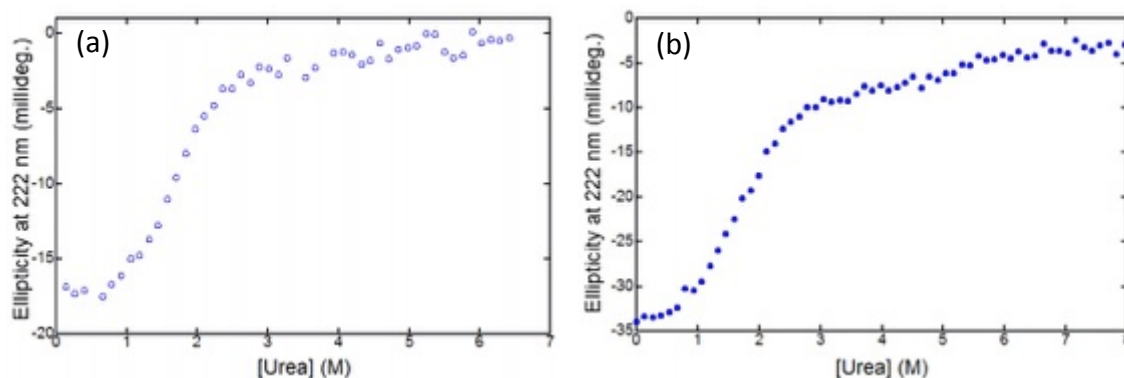 (a)
0
-5
-10
-15
-20
Ellipticity at 222 nm (millideg.)
0 1 2 3 4 5 6 7
[Urea] (M)
(b)
0
-5
-10
-15
-20
-25
-30
-35
Ellipticity at 222 nm (millideg.)
0 1 2 3 4 5 6 7 8
[Urea] (M)